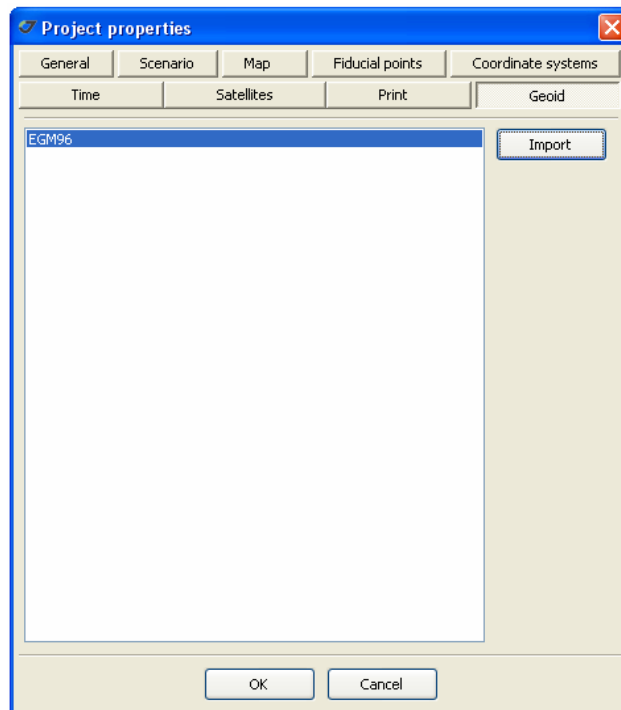 Project properties
General Scenario Map Fiducial points Coordinate systems
Time Satellites Print Geoid
EGM96
Import
OK Cancel